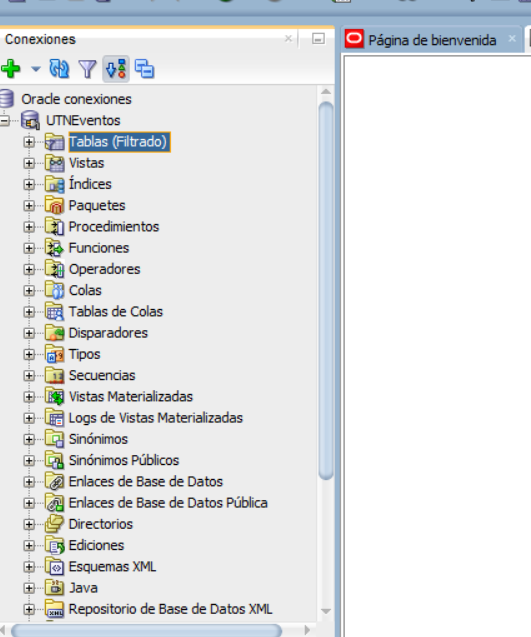 Conexiones
Página de bienvenida
Oracle conexiones
UTNEventos
Tablas (Filtrado)
Vistas
Índices
Paquetes
Procedimientos
Funciones
Operadores
Colas
Tablas de Colas
Disparadores
Tipos
Secuencias
Vistas Materializadas
Logs de Vistas Materializadas
Sinónimos
Sinónimos Públicos
Enlaces de Base de Datos
Enlaces de Base de Datos Pública
Directorios
Ediciones
Esquemas XML
Java
Repositorio de Base de Datos XML